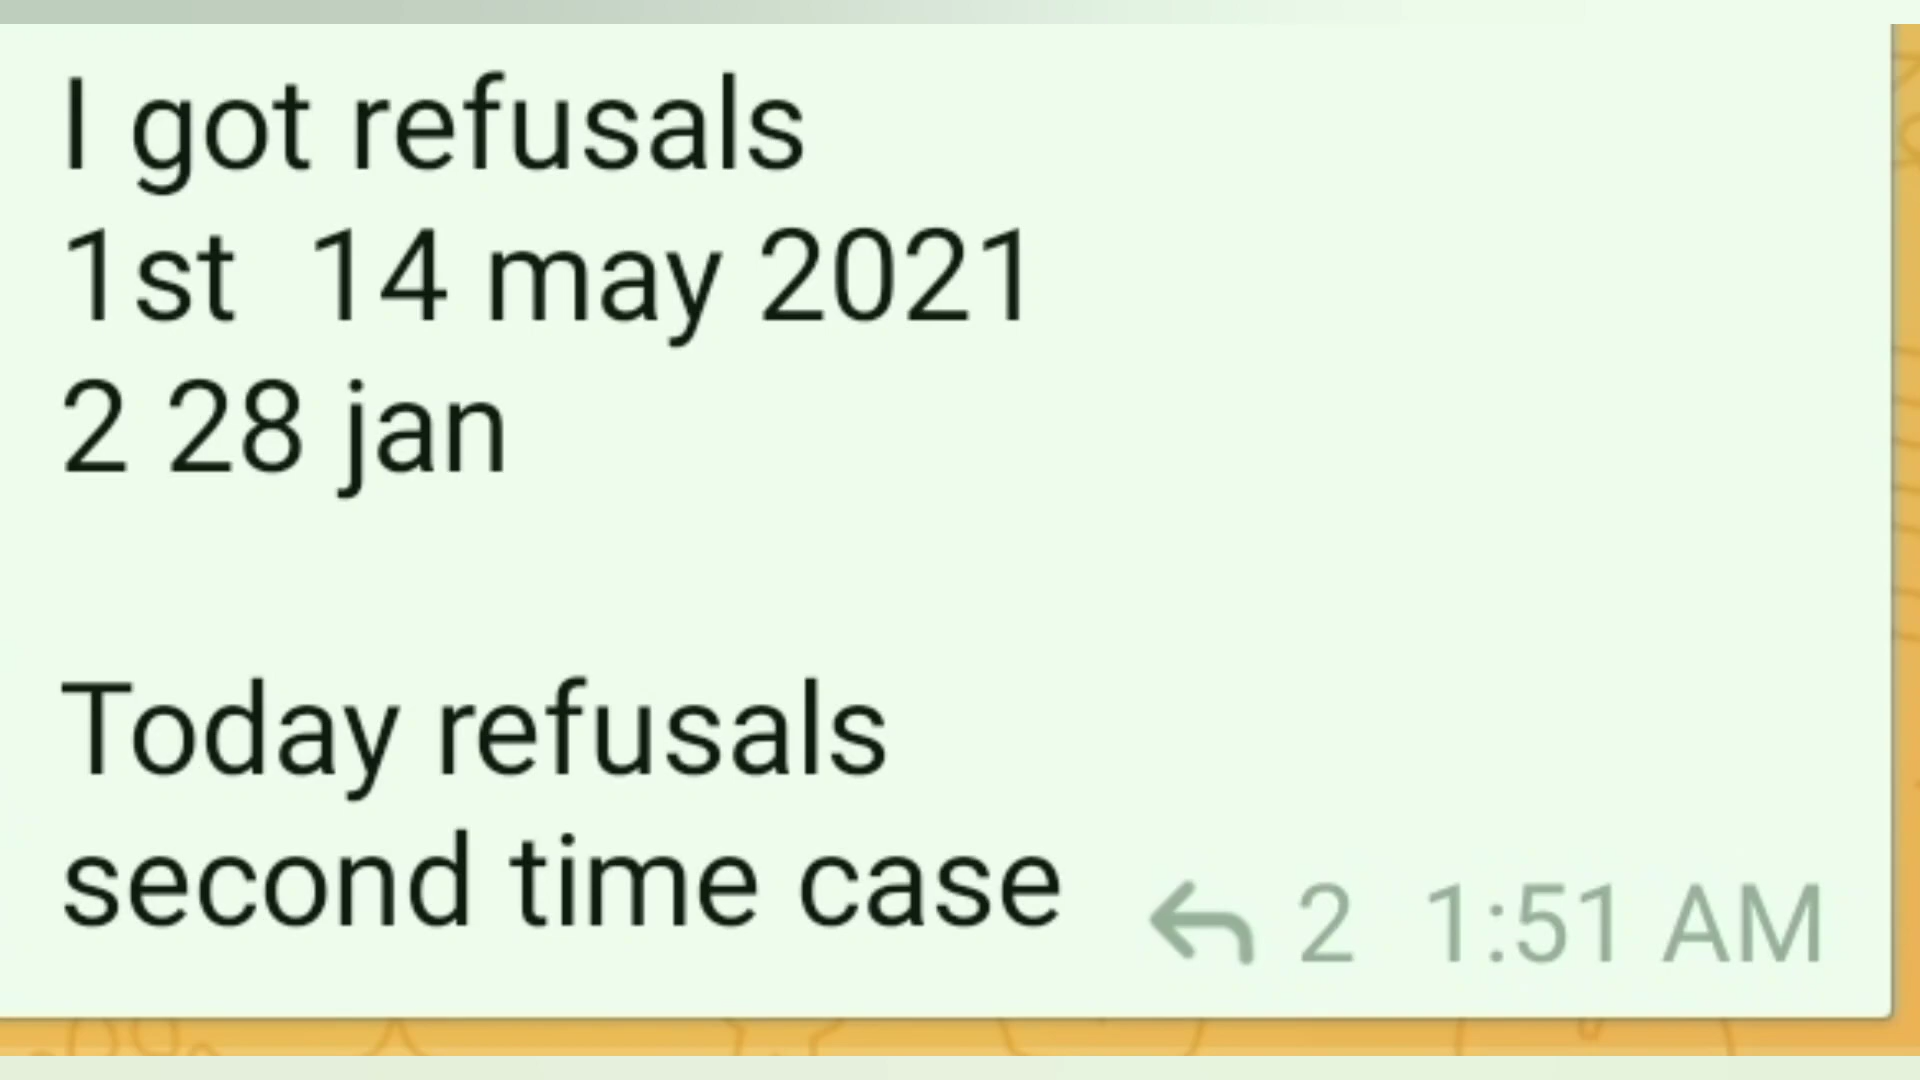 I got refusals
1st  14 may 2021
2 28 jan
Today refusals
second time case
2 1:51 AM